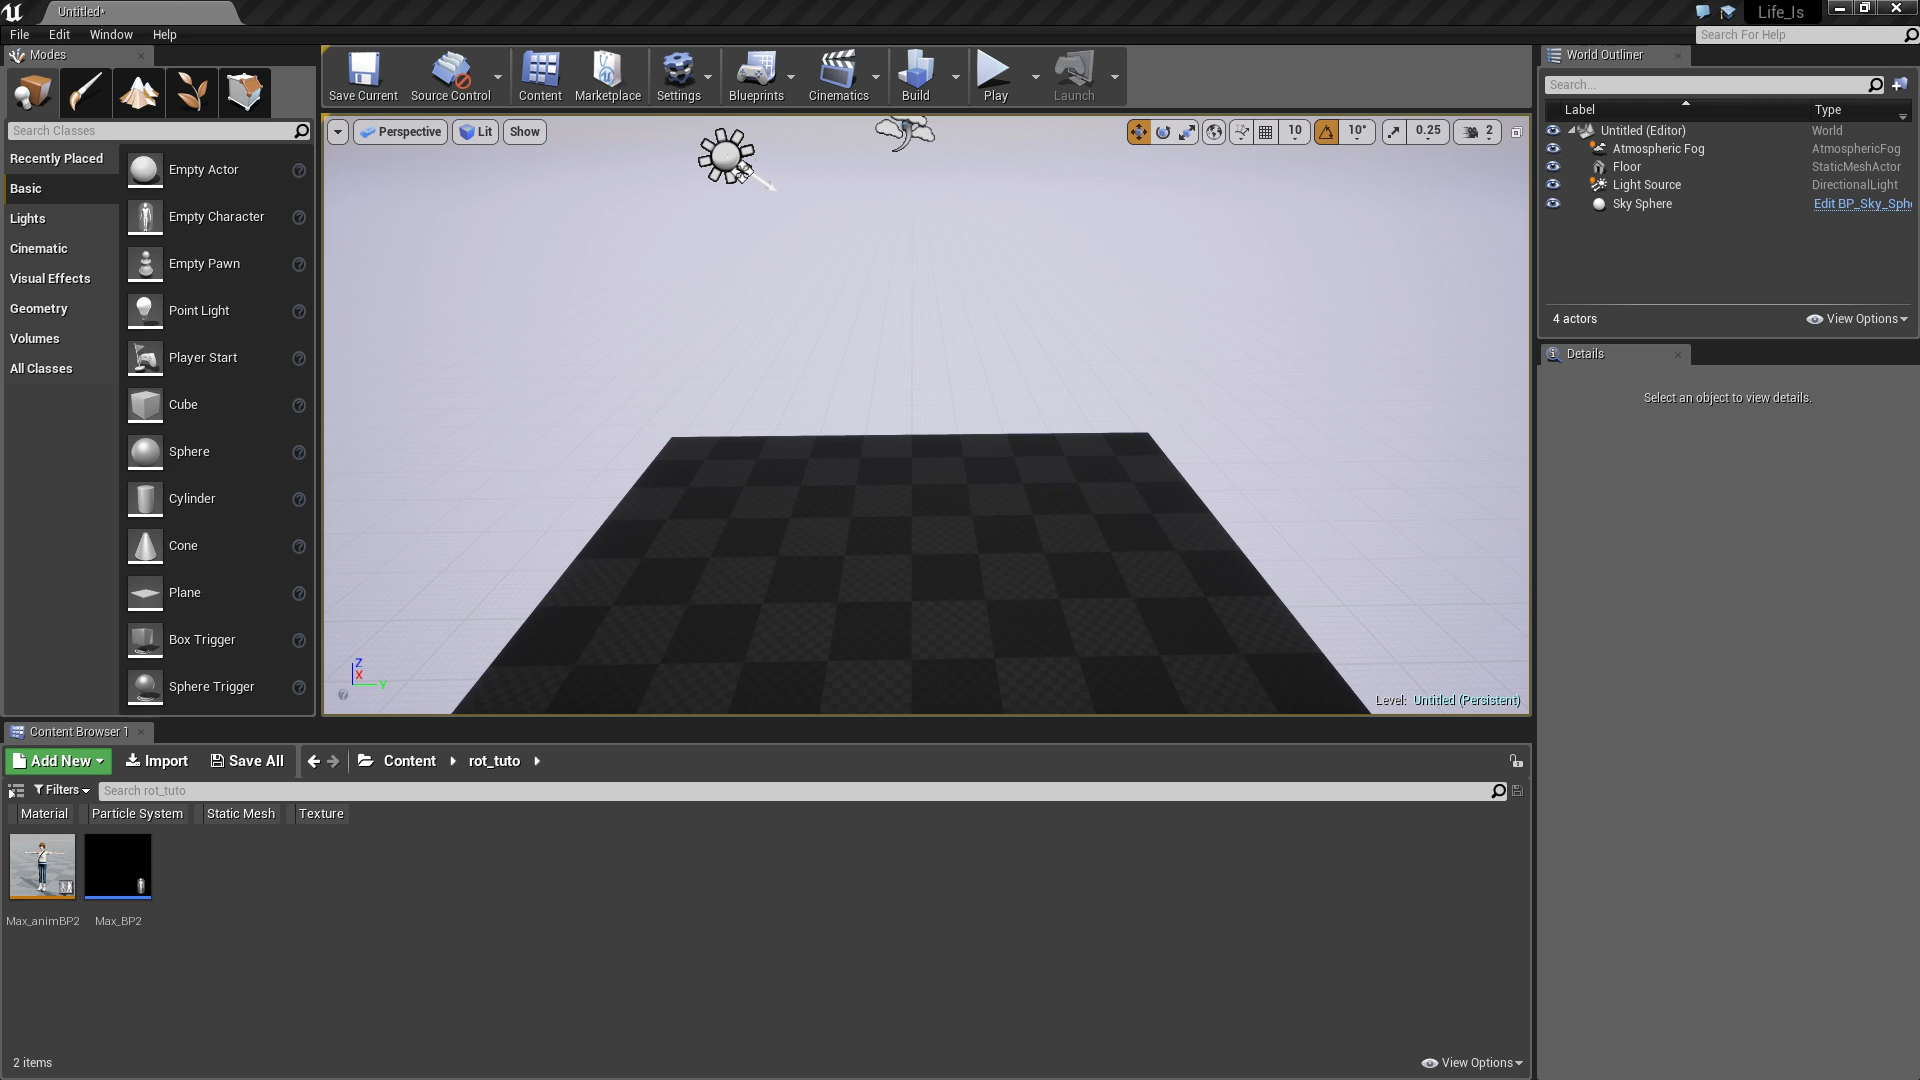 Untitled*
Life_Is
File Edit Window Help
Search For Help
Modes
Search Classes
Recently Placed
Basic
Lights
Cinematic
Visual Effects
Geometry
Volumes
All Classes
Empty Actor
Empty Character
Empty Pawn
Point Light
Player Start
Cube
Sphere
Cylinder
Cone
Plane
Box Trigger
Sphere Trigger
Save Current Source Control Content Marketplace Settings Blueprints Cinematics Build Play Launch
Perspective Lit Show
10 10° 0.25 2
Z
X
Y
Level: Untitled (Persistent)
World Outliner
Search...
Label Type
Untitled (Editor) World
Atmospheric Fog AtmosphericFog
Floor StaticMeshActor
Light Source DirectionalLight
Sky Sphere Edit BP_Sky_Sph
4 actors View Options
Details
Select an object to view details.
Content Browser 1
Add New Import Save All Content rot_tuto
Filters Search rot_tuto
Material Particle System Static Mesh Texture
Max_animBP2 Max_BP2
2 items View Options